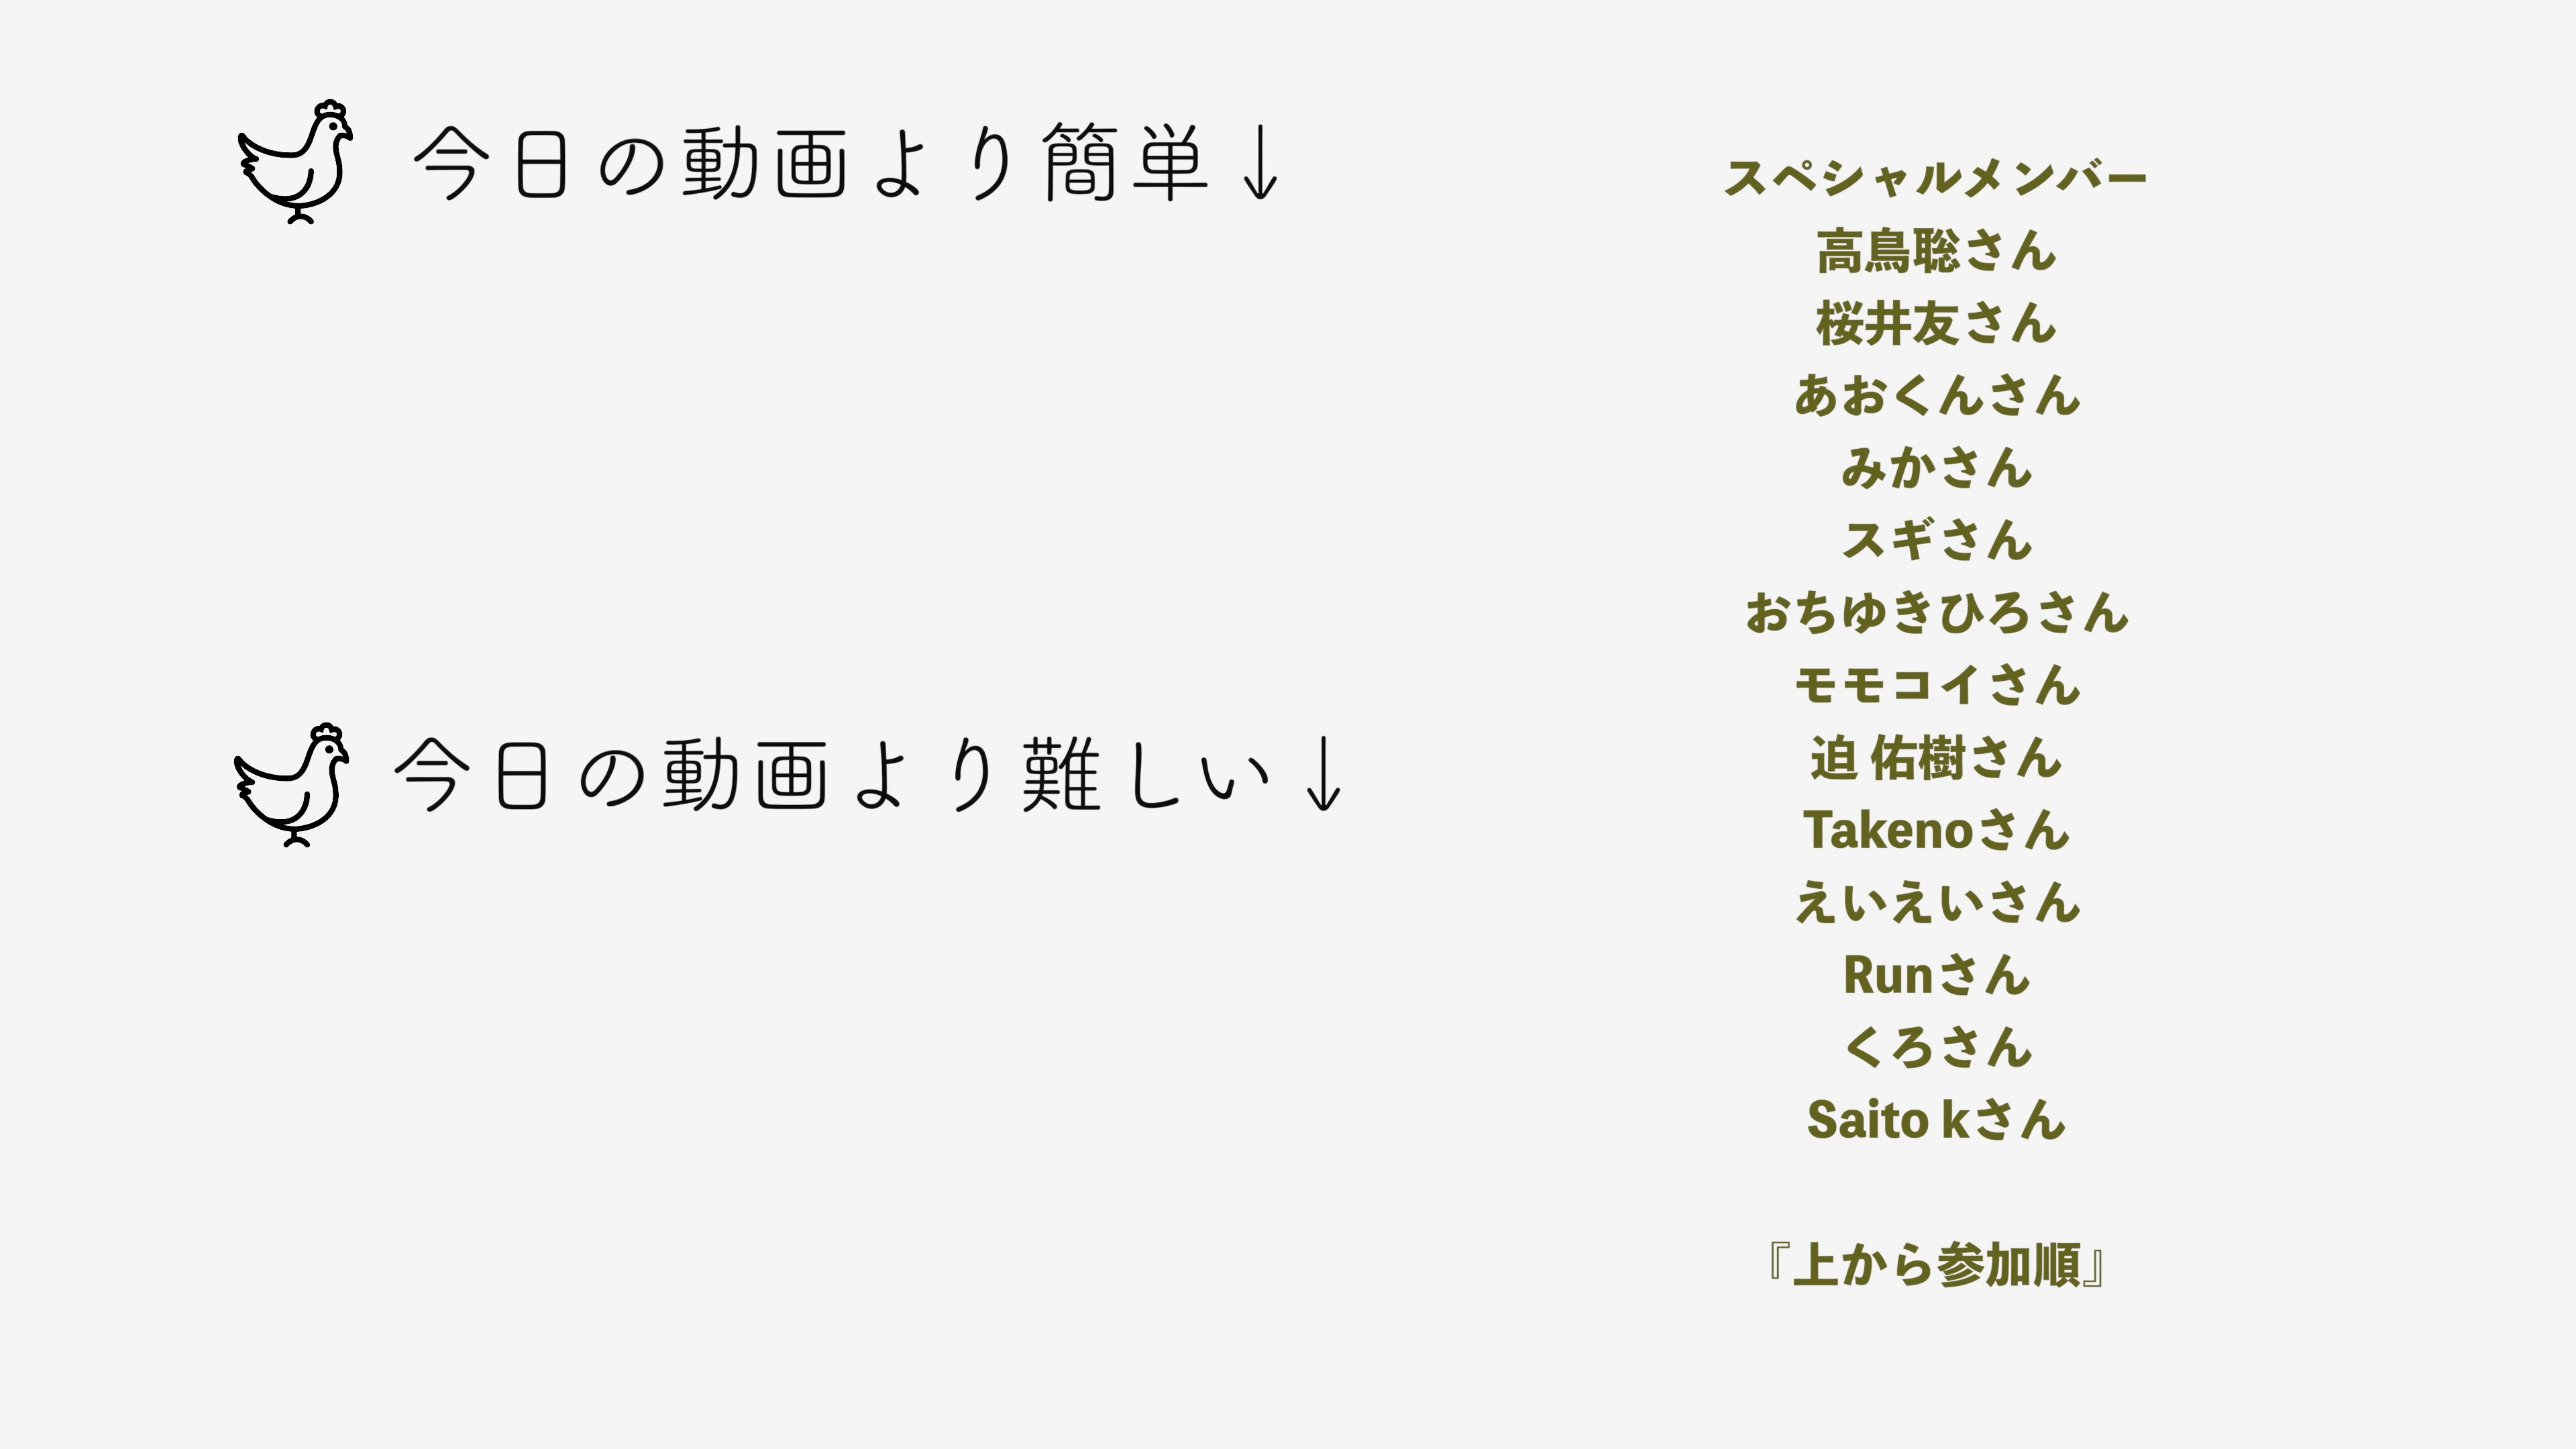 今日の動画より簡単↓
今日の動画より難しい↓
スペシャルメンバー
高鳥聡さん
桜井友さん
あおくんさん
みかさん
スギさん
おちゆきひろさん
モモコイさん
迫 佑樹さん
Takenoさん
えいえいさん
Runさん
くろさん
Saito kさん
『上から参加順』